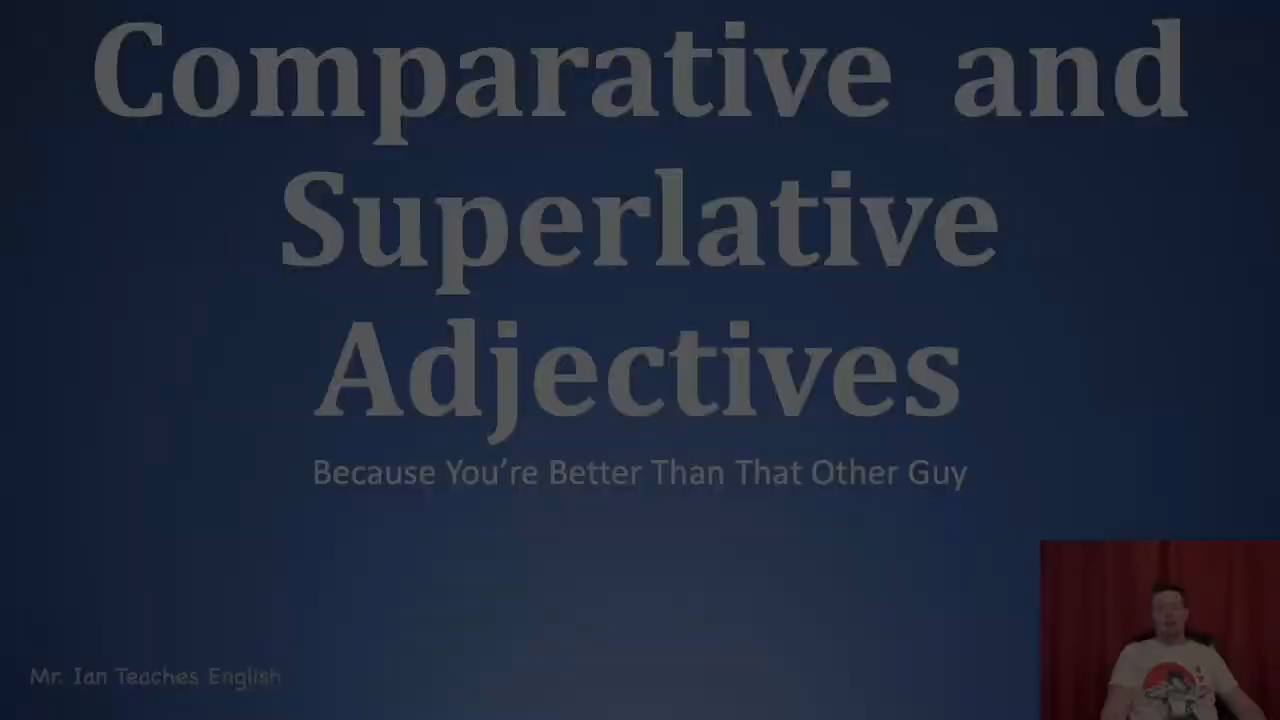 Comparative and
Superlative
Adjectives
Because You're Better Than That Other Guy
Mr. Ian Teaches English